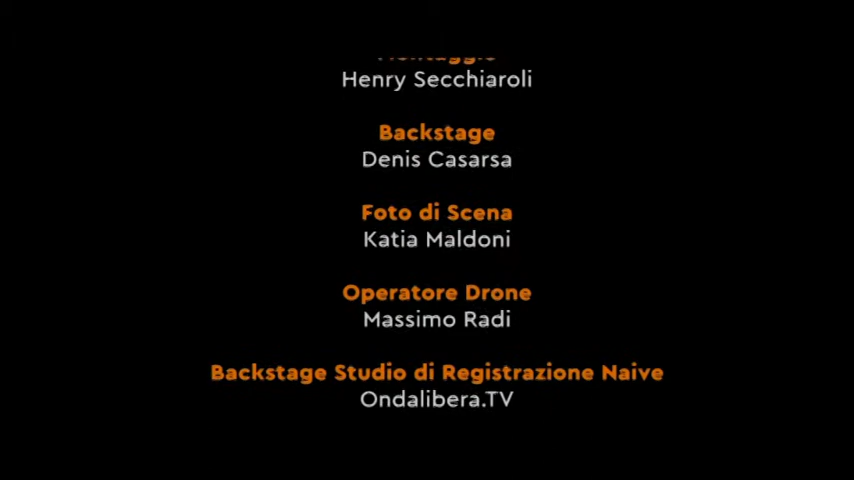 Montaggio
Henry Secchiaroli
Backstage
Denis Casarsa
Foto di Scena
Katia Maldoni
Operatore Drone
Massimo Radi
Backstage Studio di Registrazione Naive
Ondalibera.TV